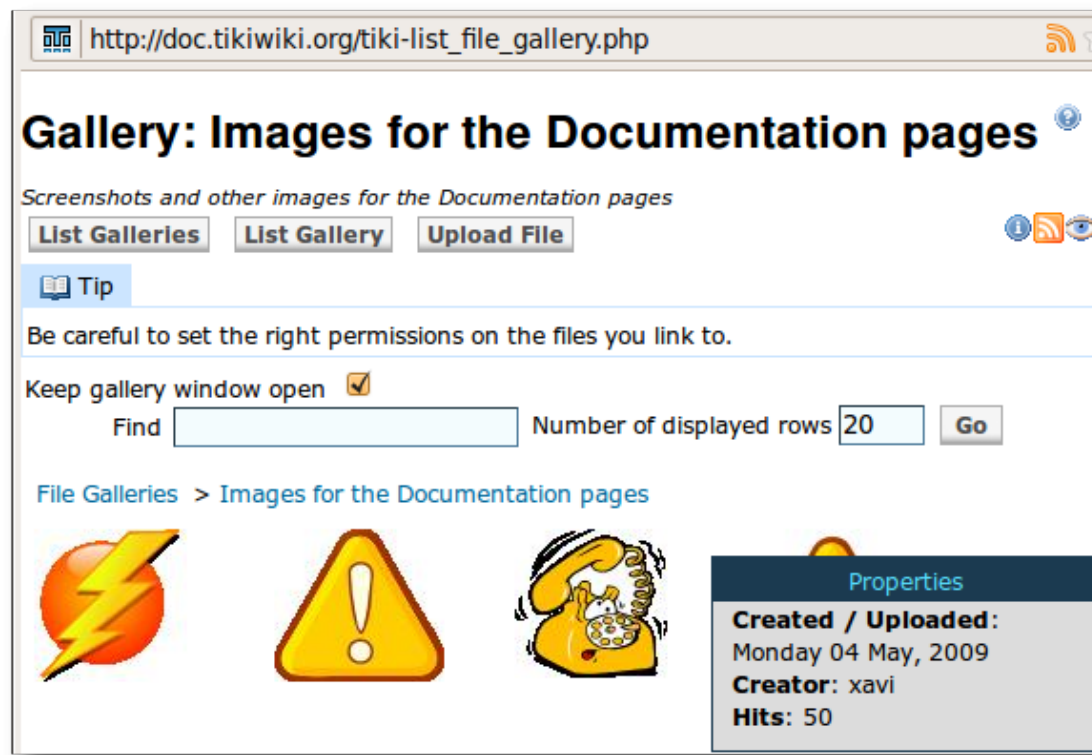 http://doc.tikiwiki.org/tiki-list_file_gallery.php
Gallery: Images for the Documentation pages
Screenshots and other images for the Documentation pages
List Galleries List Gallery Upload File
Tip
Be careful to set the right permissions on the files you link to.
Keep gallery window open
Find Number of displayed rows 20 Go
File Galleries > Images for the Documentation pages
Properties
Created / Uploaded:
Monday 04 May, 2009
Creator: xavi
Hits: 50